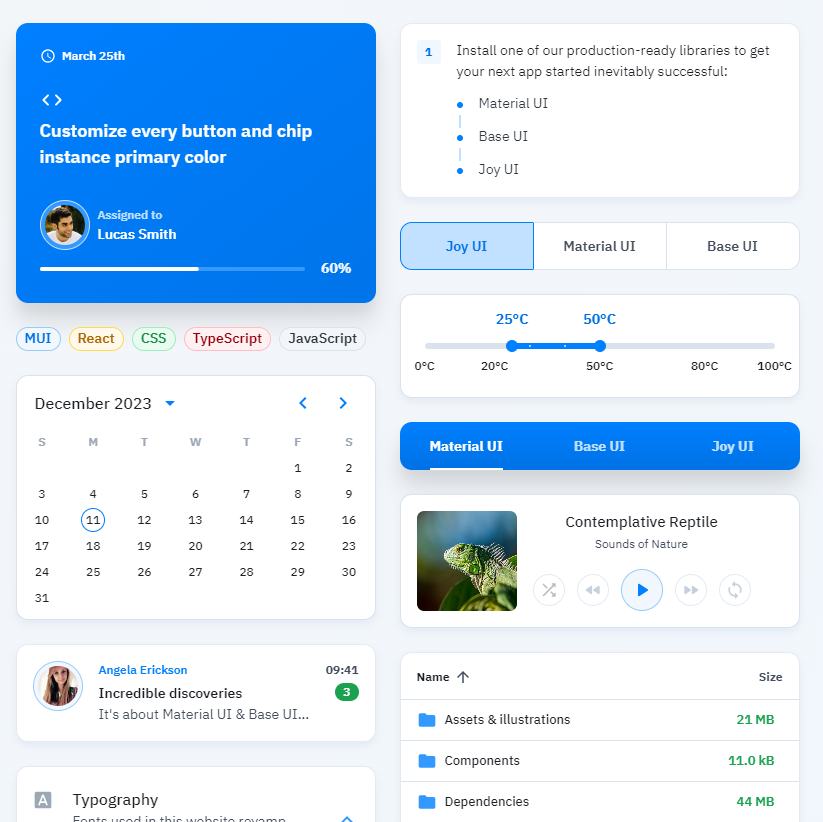 March 25th
Customize every button and chip
instance primary color
Assigned to
Lucas Smith
60%
MUI React CSS TypeScript JavaScript
December 2023
S M T W T F S
1 2
3 4 5 6 7 8 9
10 11 12 13 14 15 16
17 18 19 20 21 22 23
24 25 26 27 28 29 30
31
Angela Erickson 09:41
Incredible discoveries 3
It's about Material UI & Base UI...
A Typography
Fonts used in this website revamp
1 Install one of our production-ready libraries to get
your next app started inevitably successful:
Material UI
Base UI
Joy UI
Joy UI Material UI Base UI
25°C 50°C
0°C 20°C 50°C 80°C 100°C
Material UI Base UI Joy UI
Contemplative Reptile
Sounds of Nature
Name Size
Assets & illustrations 21 MB
Components 11.0 kB
Dependencies 44 MB